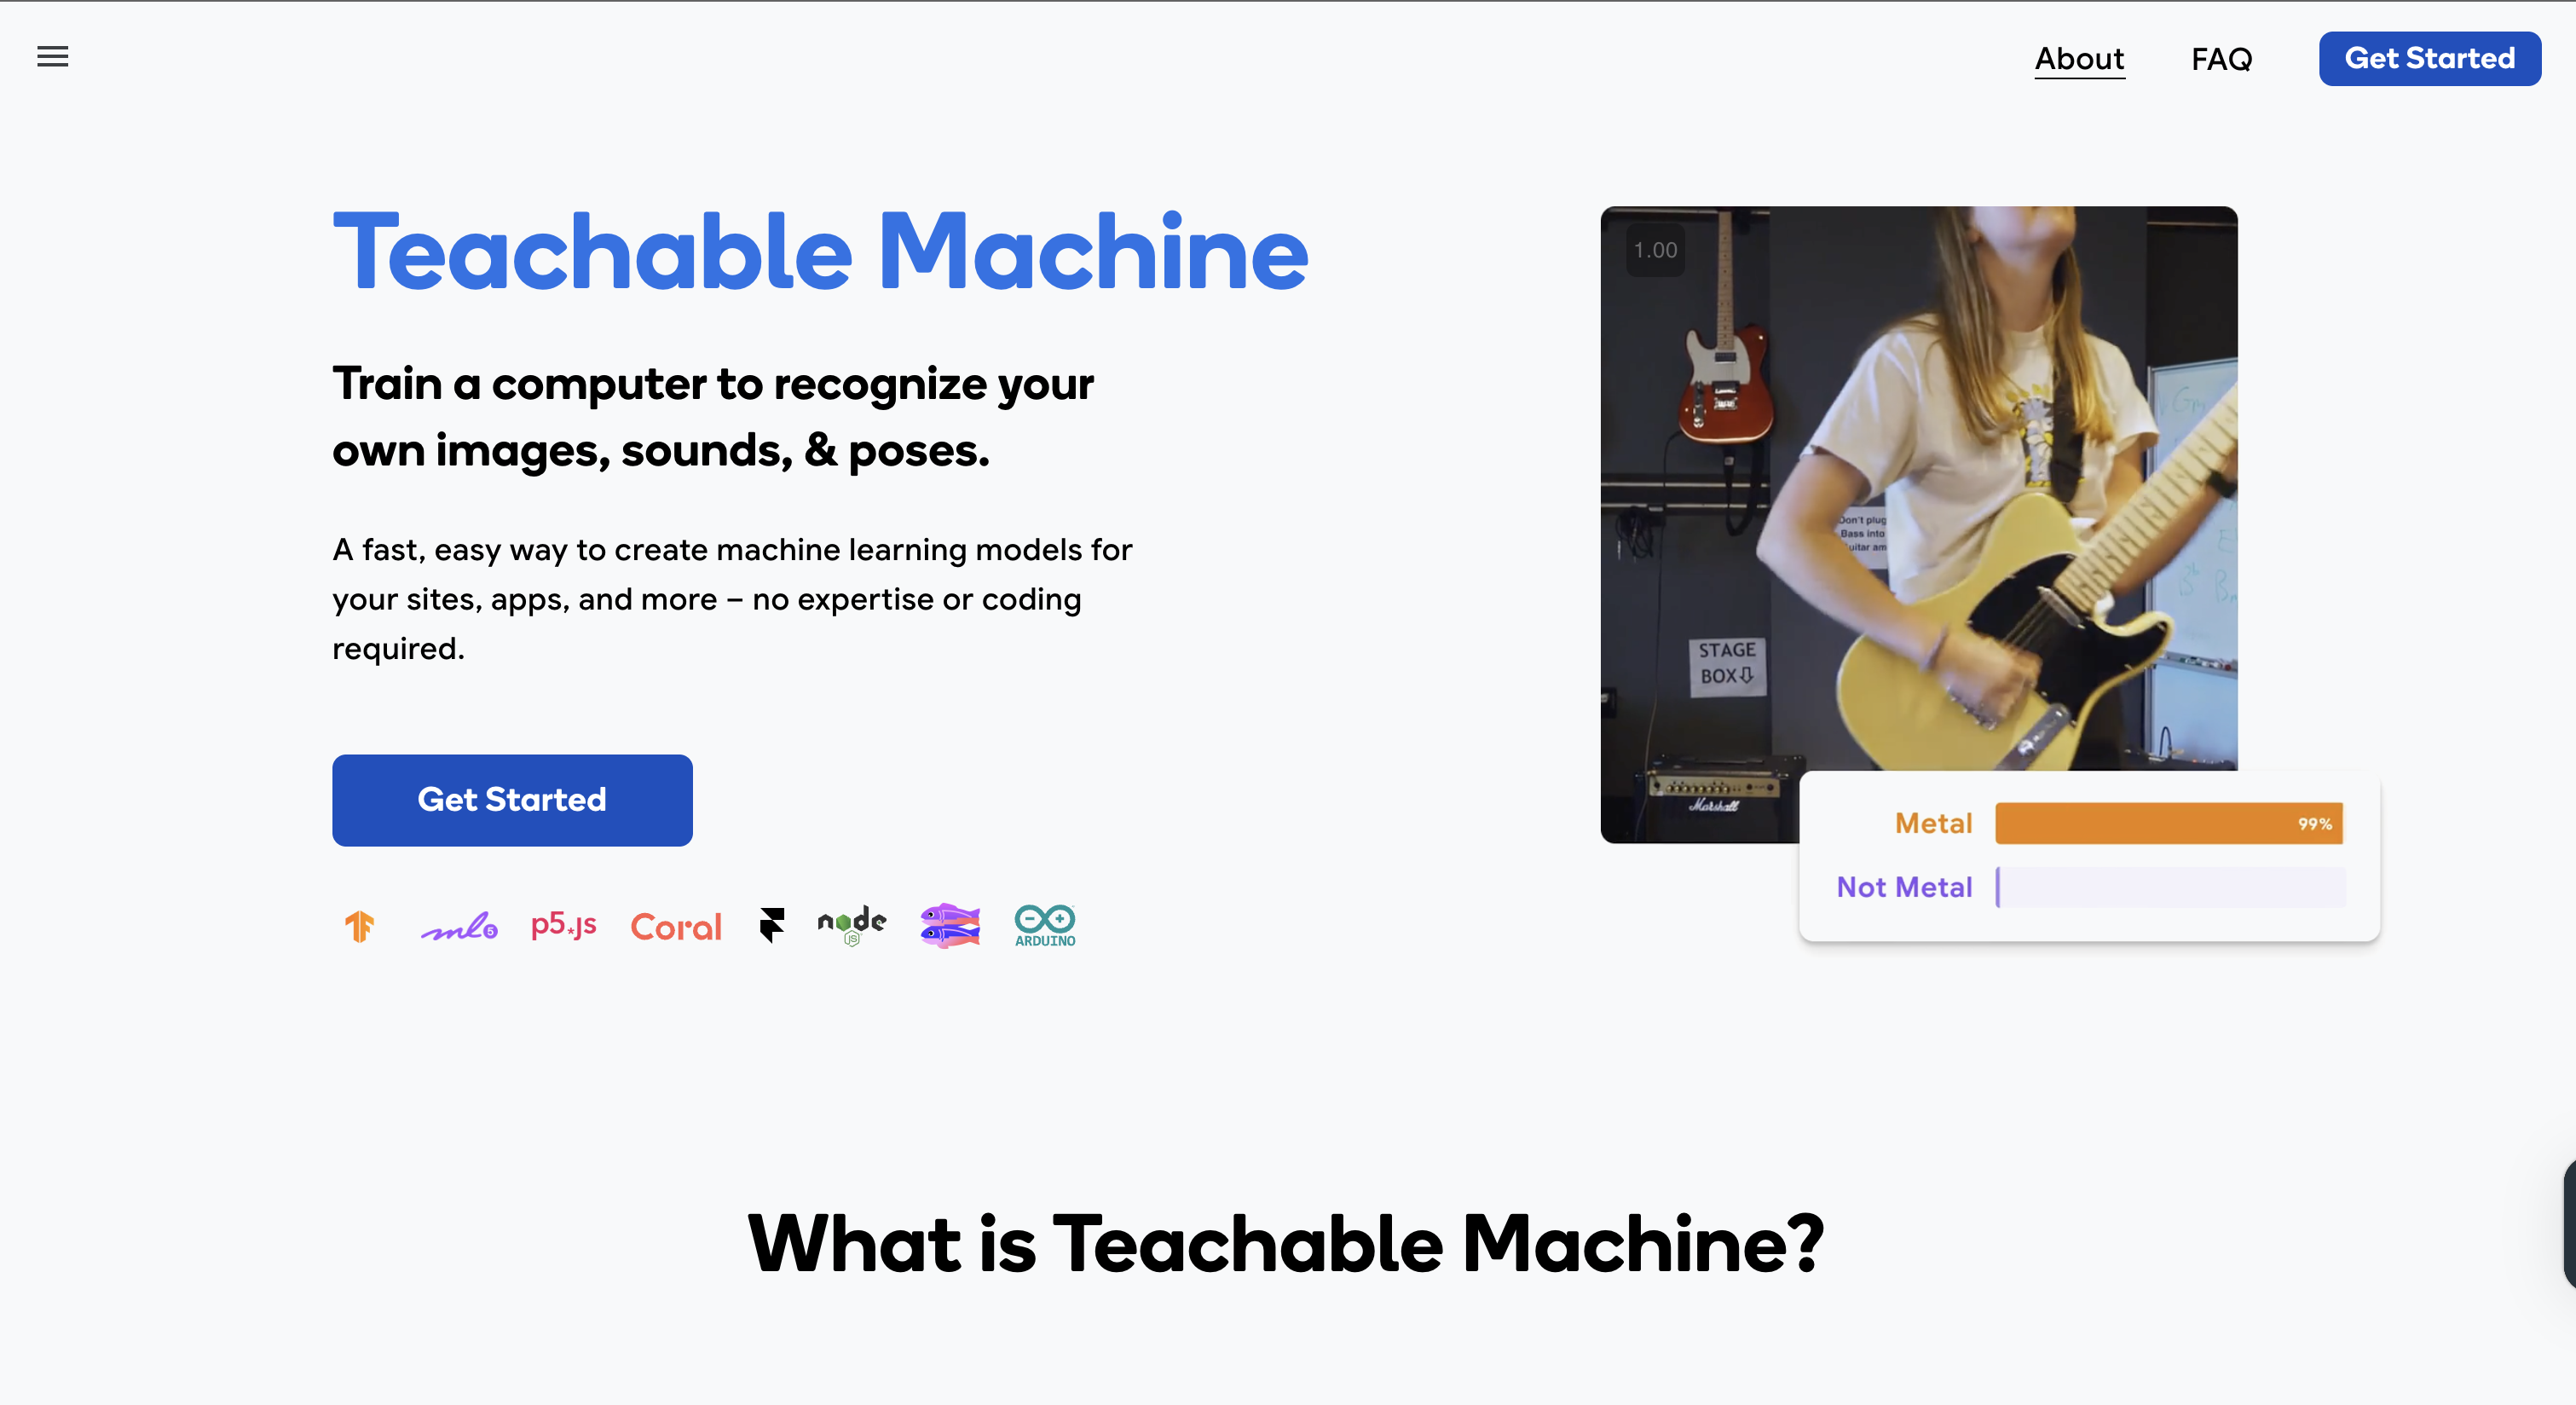 About
FAQ
Get Started
Teachable Machine
Train a computer to recognize your
own images, sounds, & poses.
A fast, easy way to create machine learning models for
your sites, apps, and more – no expertise or coding
required.
Get Started
ml5
p5*js
Coral
node
JS
ARDUINO
1.00
Don't plug
Bass into
STAGE
BOX
Marshall
Metal
99%
Not Metal
What is Teachable Machine?